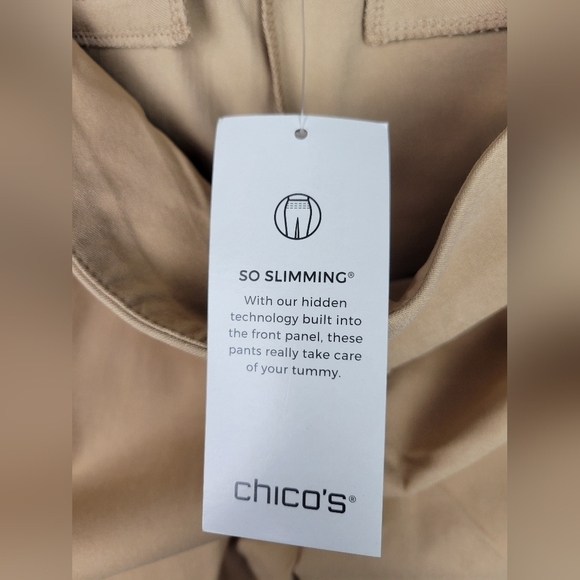 SO SLIMMING®
With our hidden
technology built into
the front panel, these
pants really take care
of your tummy.
chico's®